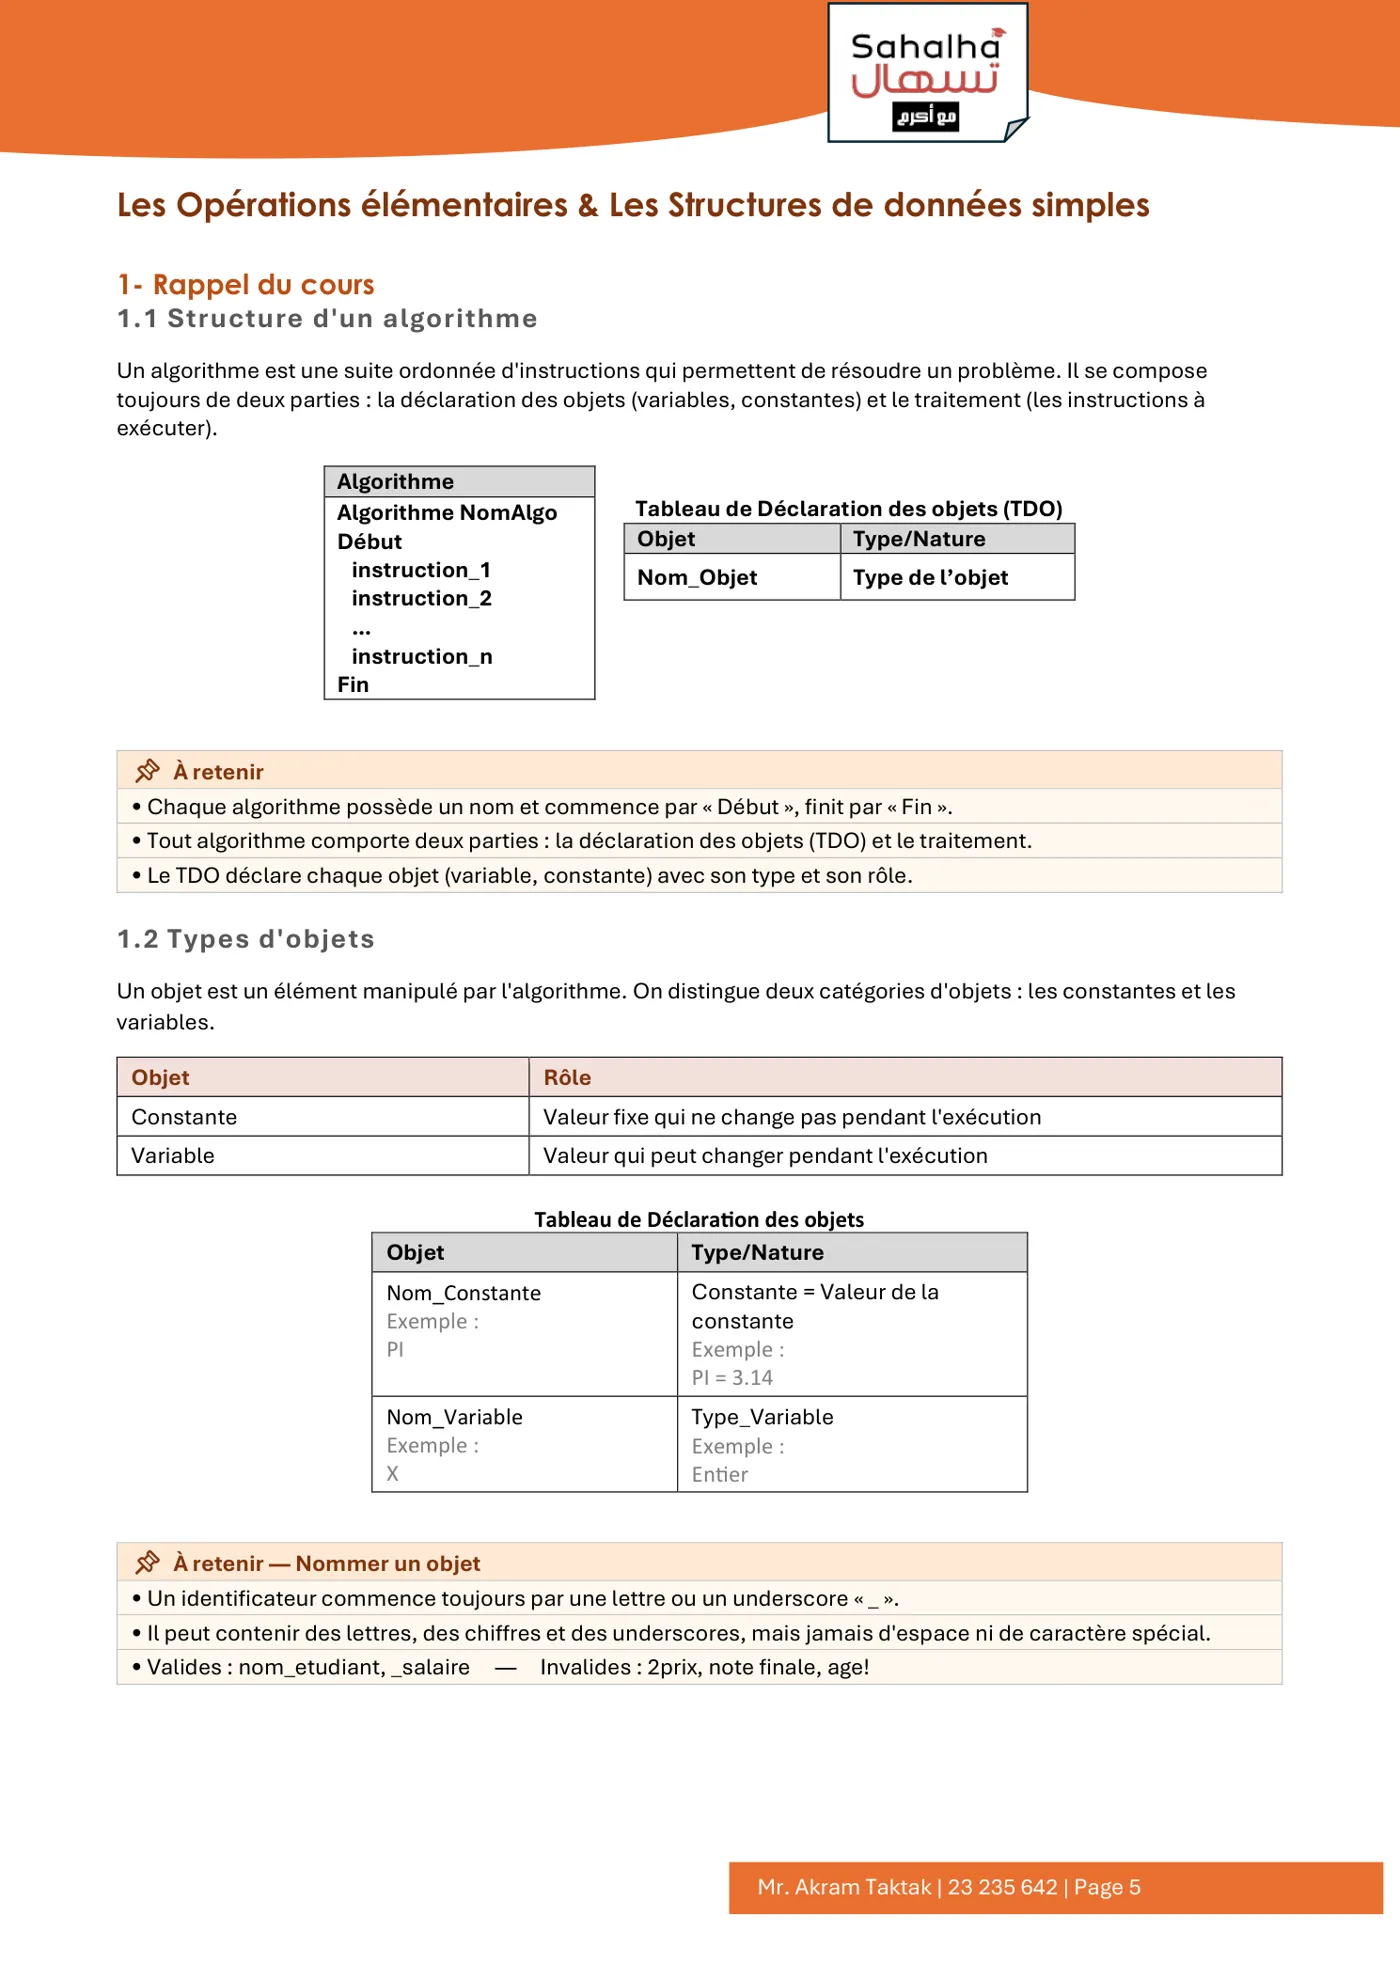 Sahalha
تسهال
مع أكرم
Les Opérations élémentaires & Les Structures de données simples
1- Rappel du cours
1.1 Structure d'un algorithme
Un algorithme est une suite ordonnée d'instructions qui permettent de résoudre un problème. Il se compose
toujours de deux parties : la déclaration des objets (variables, constantes) et le traitement (les instructions à
exécuter).
Algorithme
Algorithme NomAlgo
Début
instruction_1
instruction_2
...
instruction_n
Fin
Tableau de Déclaration des objets (TDO)
Objet Type/Nature
Nom_Objet Type de l’objet
À retenir
• Chaque algorithme possède un nom et commence par « Début », finit par « Fin ».
• Tout algorithme comporte deux parties : la déclaration des objets (TDO) et le traitement.
• Le TDO déclare chaque objet (variable, constante) avec son type et son rôle.
1.2 Types d'objets
Un objet est un élément manipulé par l'algorithme. On distingue deux catégories d'objets : les constantes et les
variables.
Objet Rôle
Constante Valeur fixe qui ne change pas pendant l'exécution
Variable Valeur qui peut changer pendant l'exécution
Tableau de Déclaration des objets
Objet Type/Nature
Nom_Constante
Exemple :
PI
Constante = Valeur de la
constante
Exemple :
PI = 3.14
Nom_Variable
Exemple :
X
Type_Variable
Exemple :
Entier
À retenir — Nommer un objet
• Un identificateur commence toujours par une lettre ou un underscore « _ ».
• Il peut contenir des lettres, des chiffres et des underscores, mais jamais d'espace ni de caractère spécial.
• Valides : nom_etudiant, _salaire — Invalides : 2prix, note finale, age!
Mr. Akram Taktak | 23 235 642 | Page 5